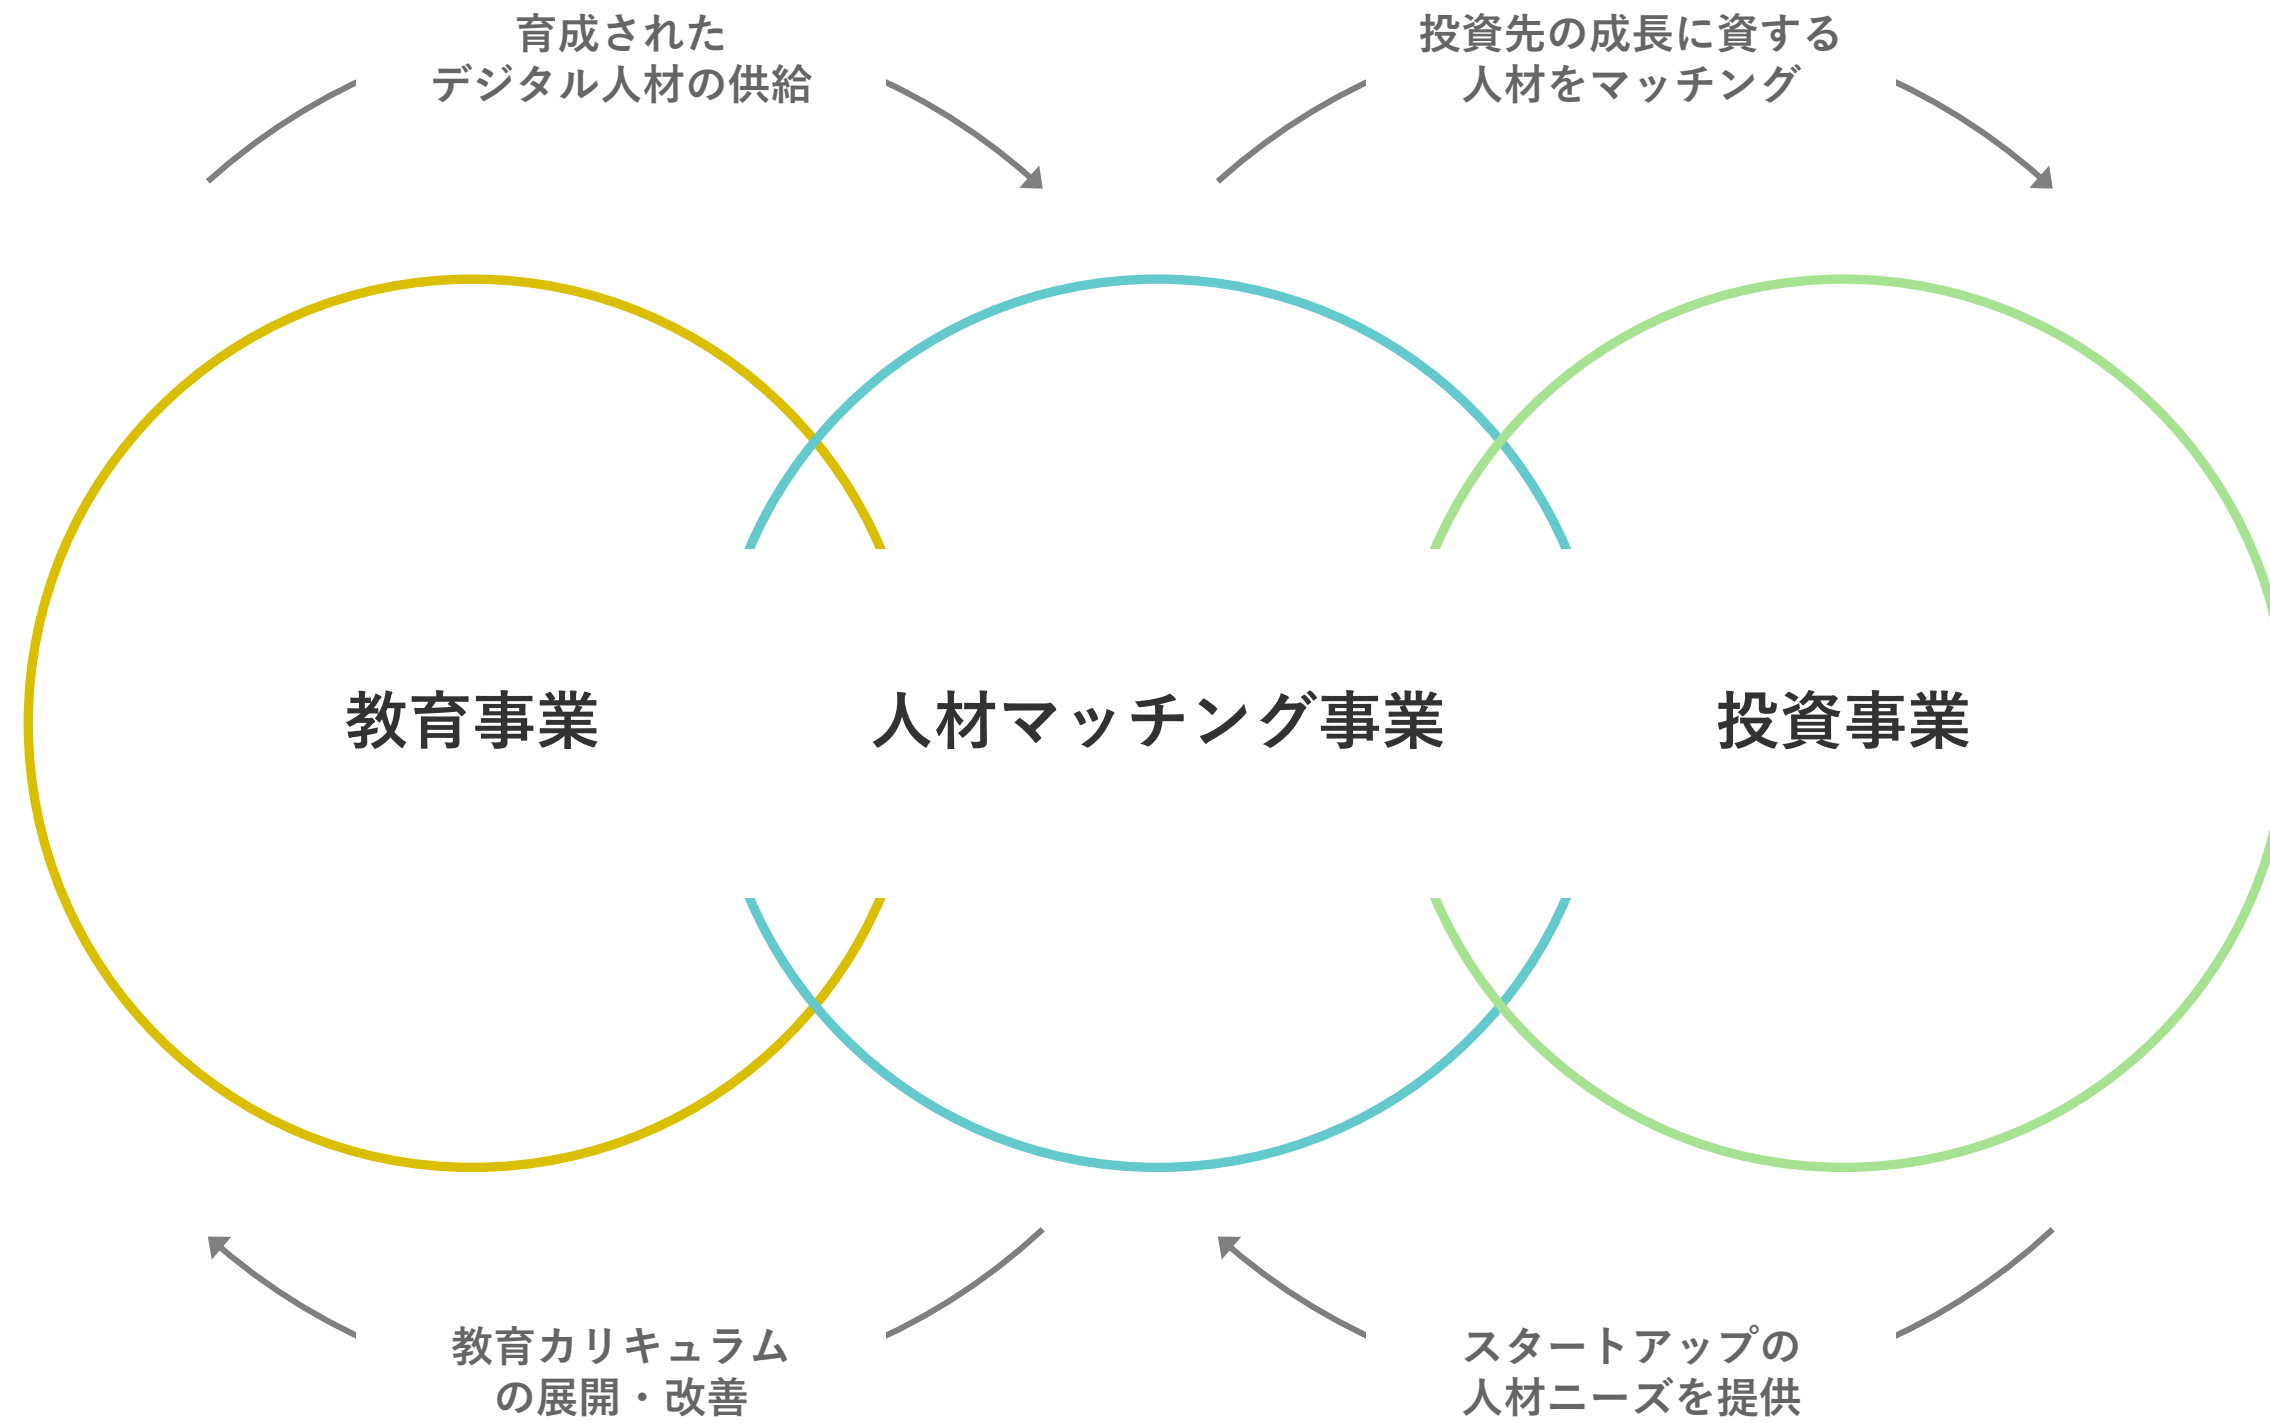 育成された
デジタル人材の供給
投資先の成長に資する
人材をマッチング
教育事業
人材マッチング事業
投資事業
教育カリキュラム
の展開・改善
スタートアップの
人材ニーズを提供